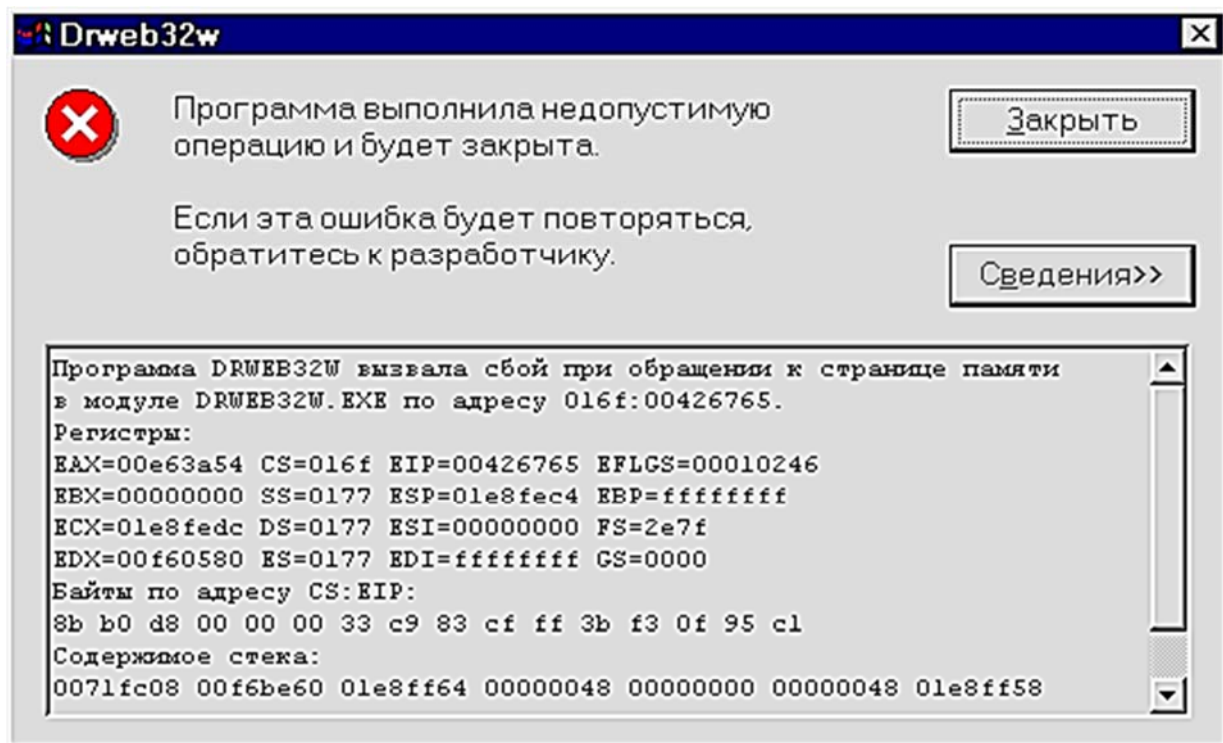 Drweb32w
Программа выполнила недопустимую
операцию и будет закрыта.
Закрыть
Если эта ошибка будет повторяться,
обратитесь к разработчику.
Сведения>>
Программа DRWEB32W вызвала сбой при обращении к странице памяти
в модуле DRWEB32W.EXE по адресу 016f:00426765.
Регистры:
EAX=00e63a54 CS=016f EIP=00426765 EFLGS=00010246
EBX=00000000 SS=0177 ESP=01e8fec4 EBP=ffffffff
ECX=01e8fedc DS=0177 ESI=00000000 FS=2e7f
EDX=00f60580 ES=0177 EDI=ffffffff GS=0000
Байты по адресу CS:EIP:
8b b0 d8 00 00 00 33 c9 83 cf ff 3b f3 0f 95 c1
Содержимое стека:
0071fc08 00f6be60 01e8ff64 00000048 00000000 00000048 01e8ff58